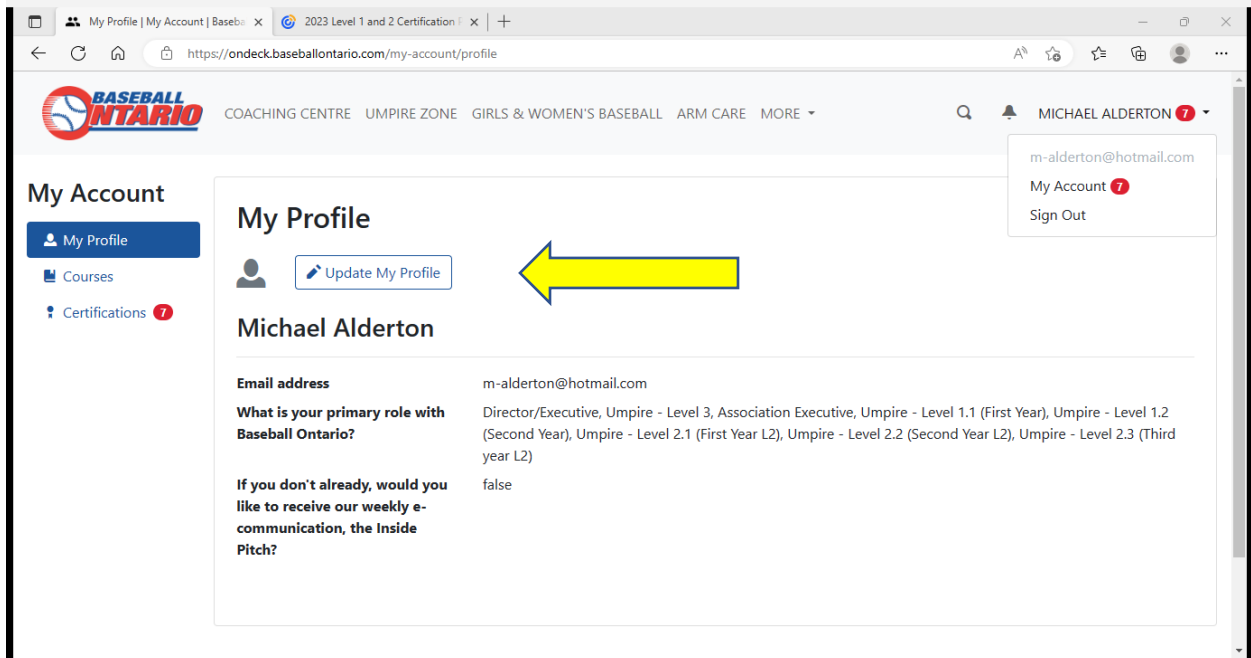 My Profile | My Account | Baseba
2023 Level 1 and 2 Certification
https://ondeck.baseballontario.com/my-account/profile
BASEBALL
ONTARIO
COACHING CENTRE UMPIRE ZONE GIRLS & WOMEN'S BASEBALL ARM CARE MORE
MICHAEL ALDERTON 7
m-alderton@hotmail.com
My Account 7
Sign Out
My Account
My Profile
Courses
Certifications 7
My Profile
Update My Profile
Michael Alderton
Email address
m-alderton@hotmail.com
What is your primary role with
Baseball Ontario?
Director/Executive, Umpire - Level 3, Association Executive, Umpire - Level 1.1 (First Year), Umpire - Level 1.2
(Second Year), Umpire - Level 2.1 (First Year L2), Umpire - Level 2.2 (Second Year L2), Umpire - Level 2.3 (Third
year L2)
If you don't already, would you
like to receive our weekly e-
communication, the Inside
Pitch?
false